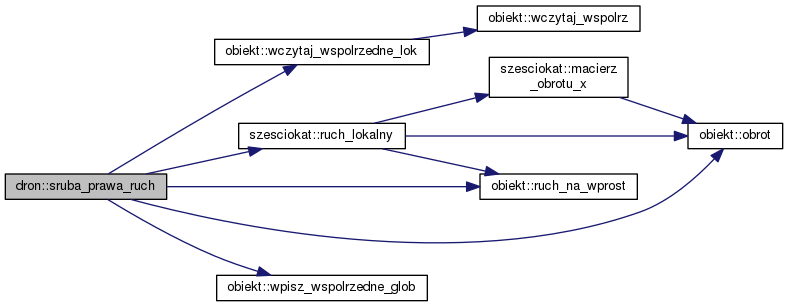 obiekt::wczytaj_wspolrz
obiekt::wczytaj_wspolrzedne_lok
szesciokat::macierz
_obrotu_x
szesciokat::ruch_lokalny
obiekt::obrot
dron::sruba_prawa_ruch
obiekt::ruch_na_wprost
obiekt::wpisz_wspolrzedne_glob